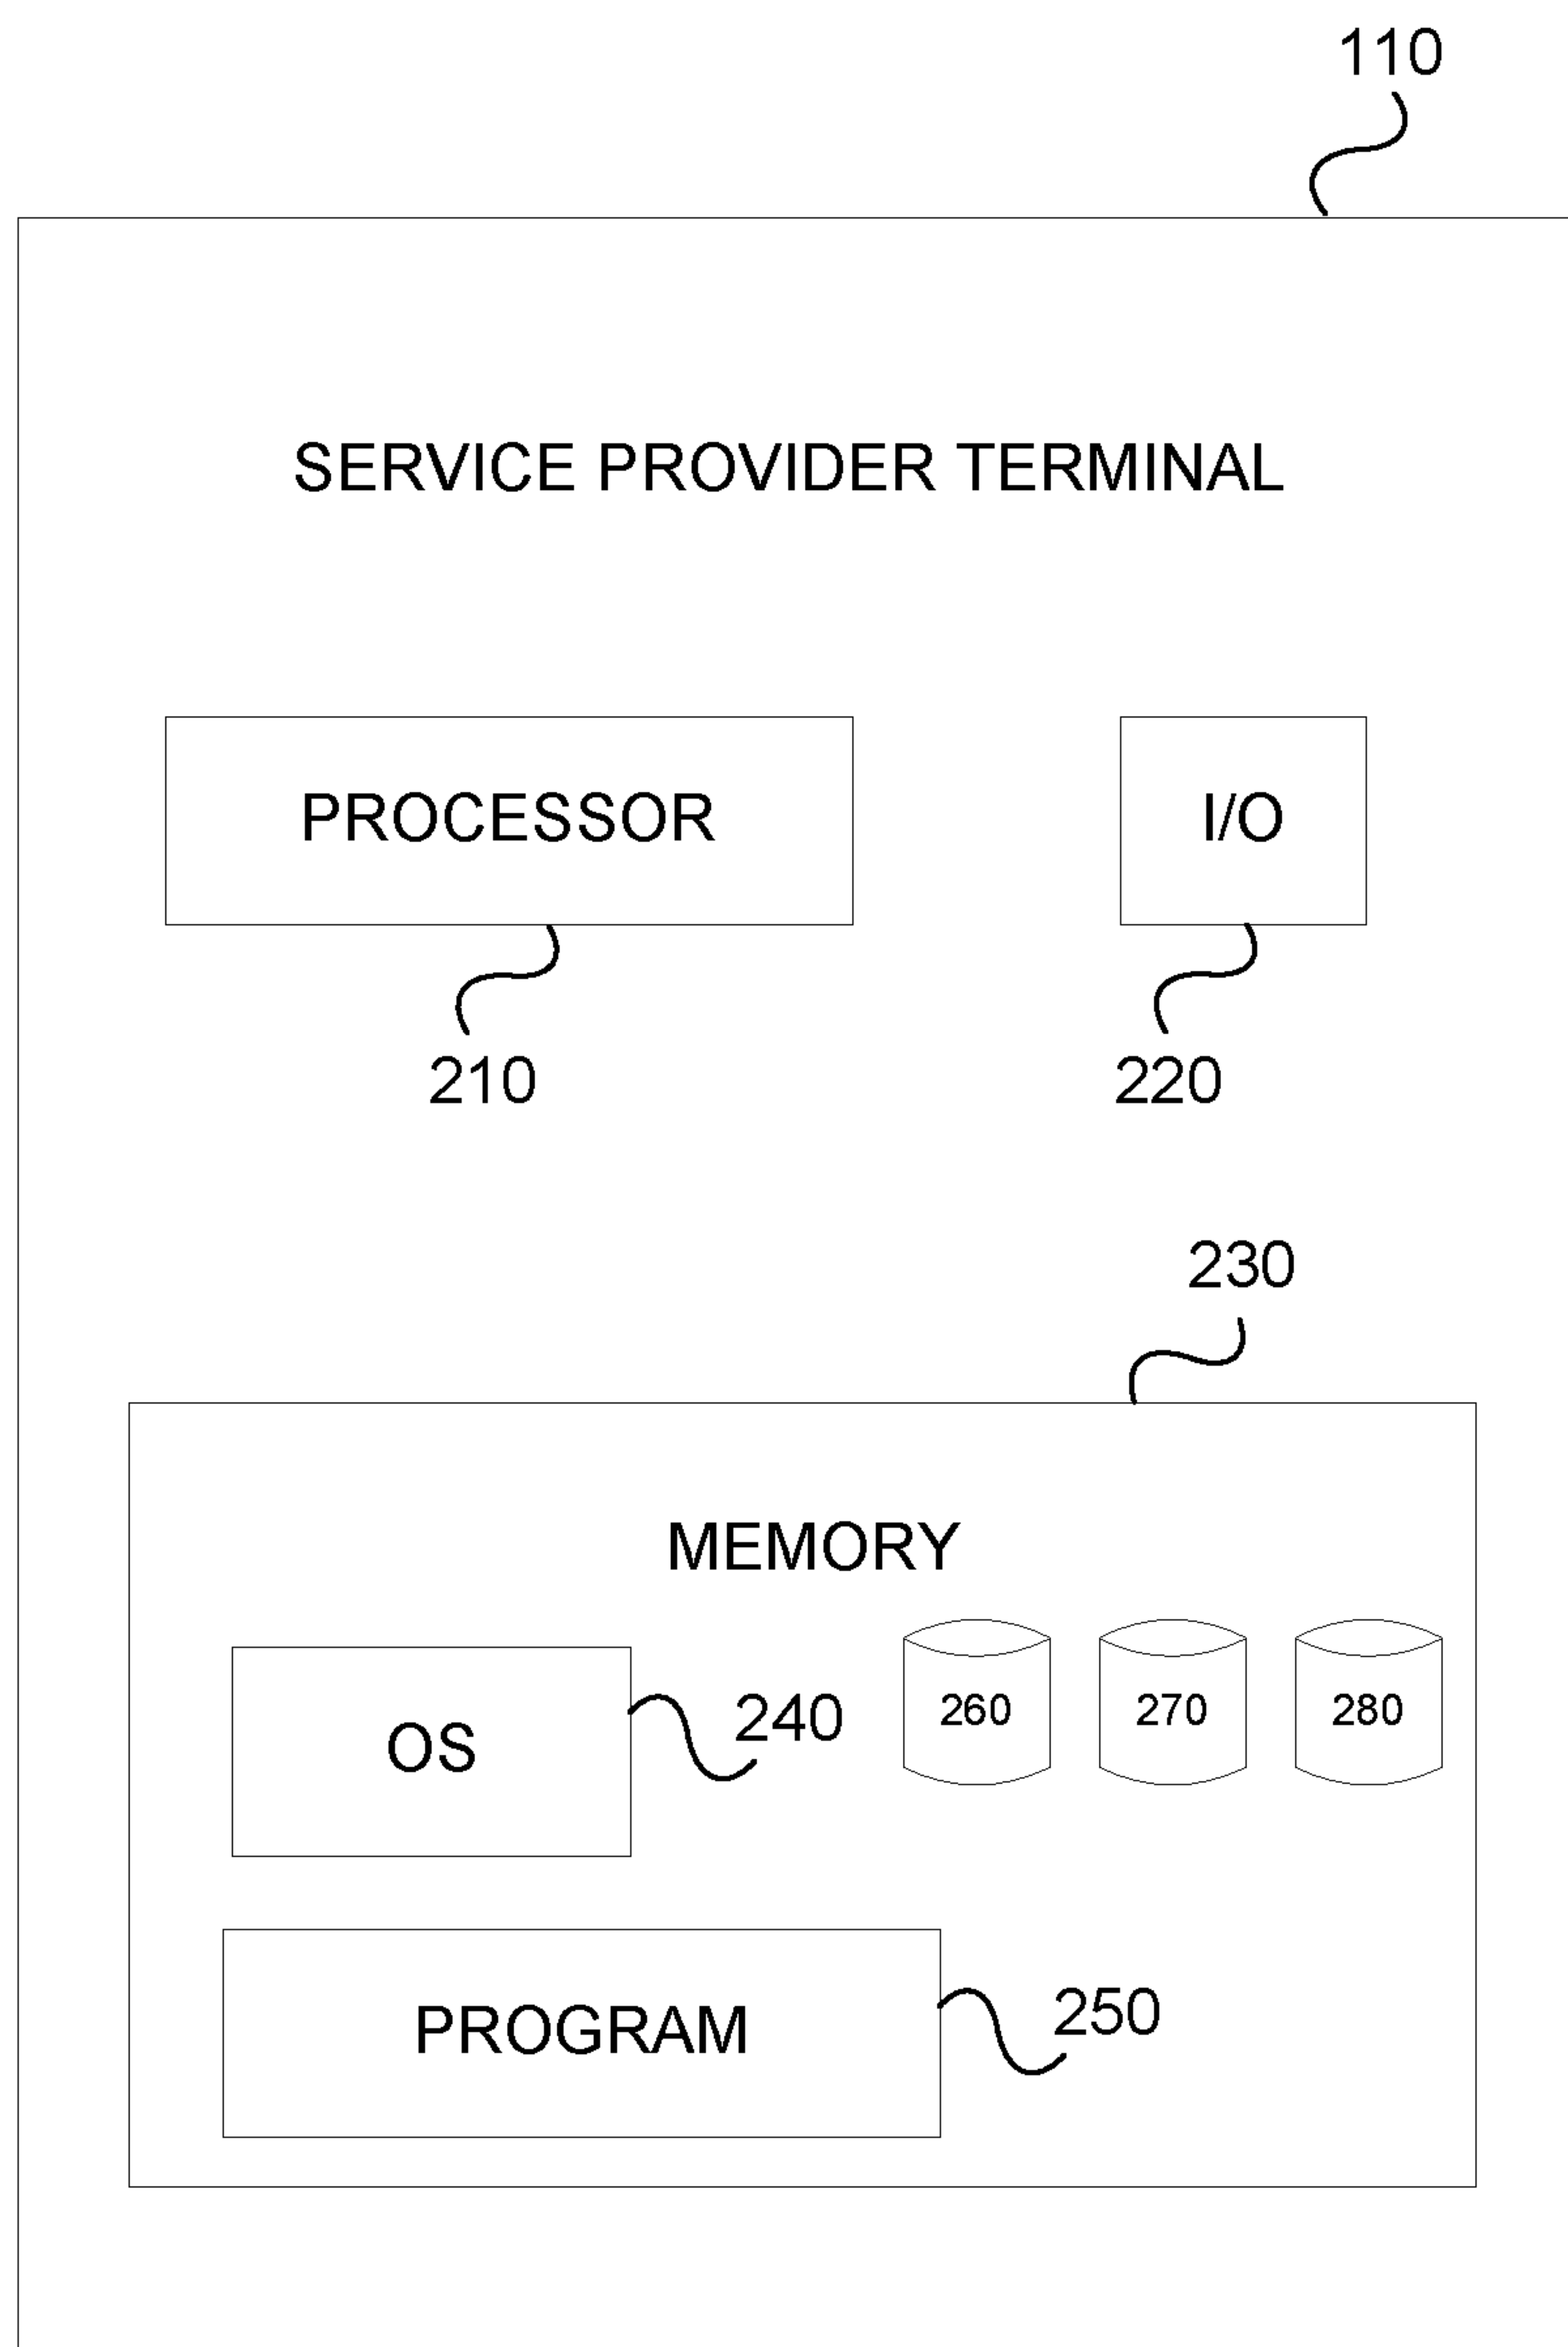 110
SERVICE PROVIDER TERMINAL
PROCESSOR
I/O
210
220
230
MEMORY
OS
240
260
270
280
PROGRAM
250